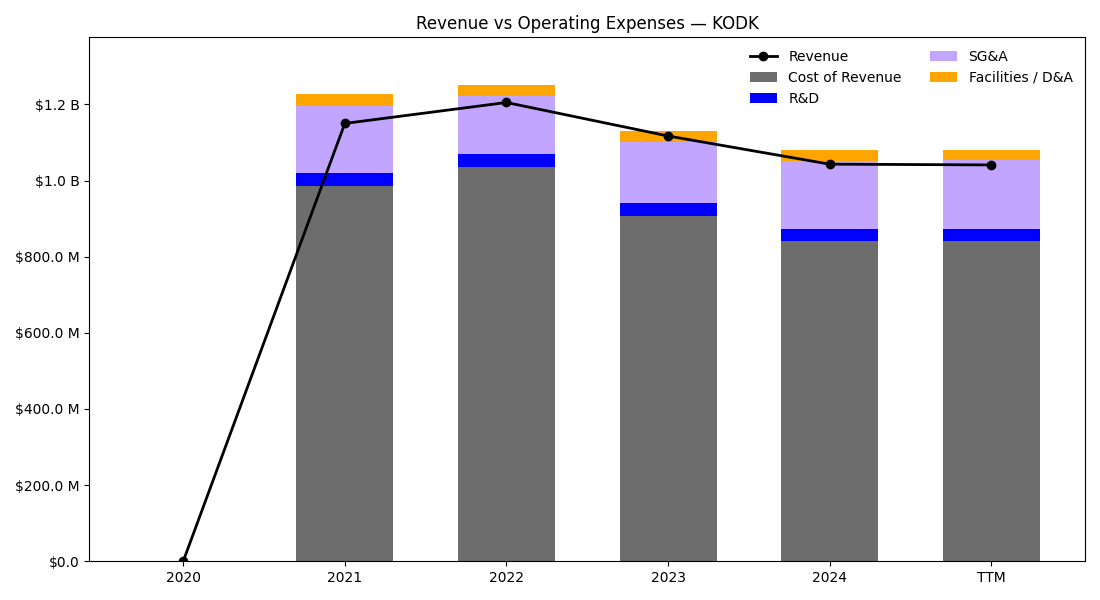 Revenue vs Operating Expenses — KODK
Revenue
Cost of Revenue
R&D
SG&A
Facilities / D&A
$1.2 B
$1.0 B
$800.0 M
$600.0 M
$400.0 M
$200.0 M
$0.0
2020 2021 2022 2023 2024 TTM